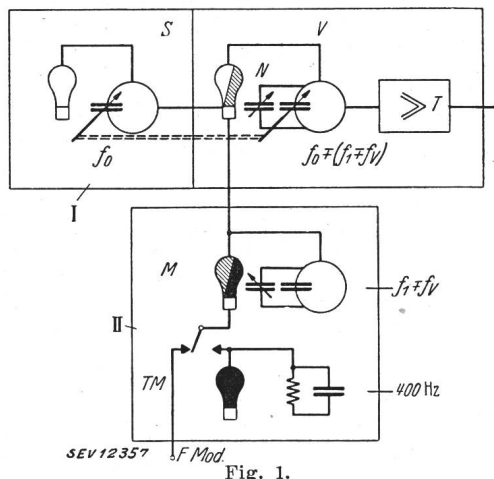 S
V
N
T
f₀
f₀∓(f₁∓fᵥ)
I
M
f₁∓fᵥ
II
TM
400 Hz
SEV12357
F Mod.
Fig. 1.